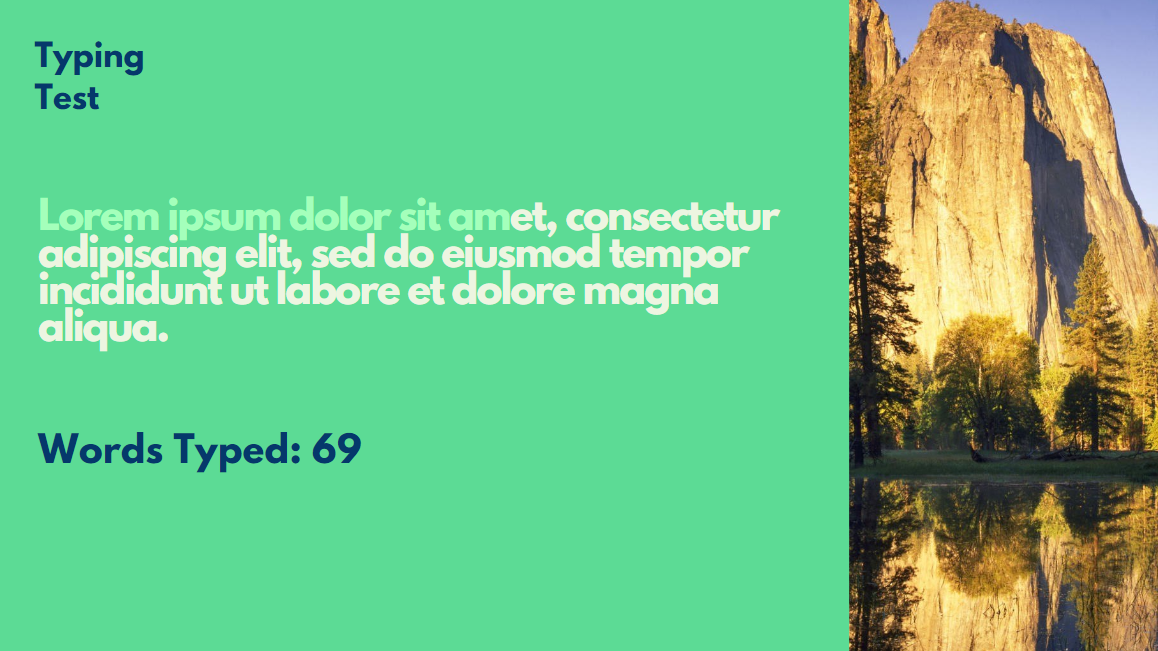 Typing
Test
Lorem ipsum dolor sit amet, consectetur
adipiscing elit, sed do eiusmod tempor
incididunt ut labore et dolore magna
aliqua.
Words Typed: 69